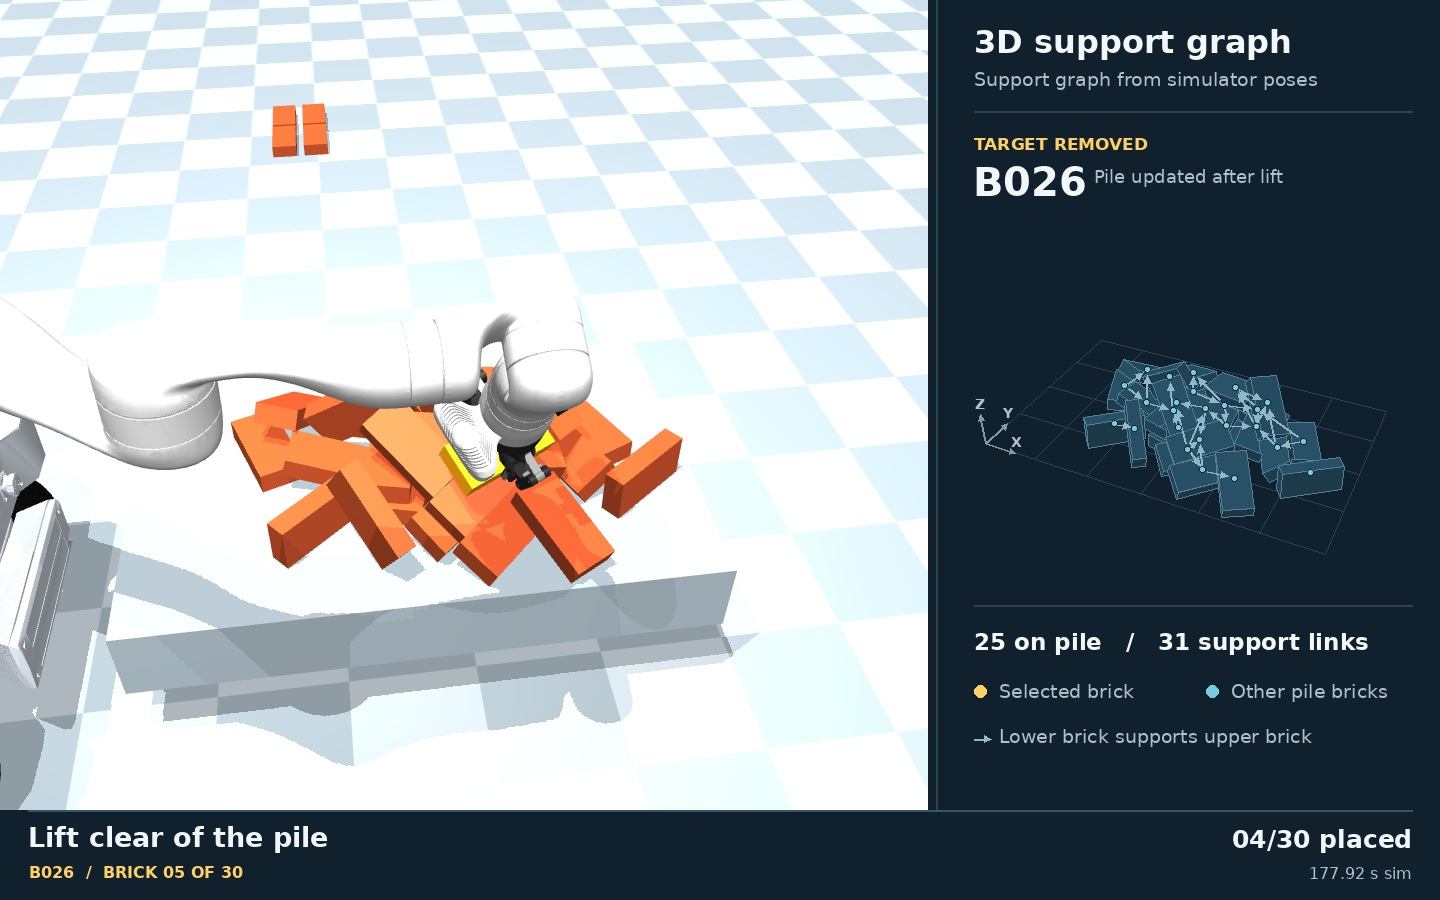 3D support graph
Support graph from simulator poses
TARGET REMOVED
B026 Pile updated after lift
Z
Y
X
25 on pile / 31 support links
Selected brick
Other pile bricks
Lower brick supports upper brick
Lift clear of the pile
04/30 placed
B026 / BRICK 05 OF 30
177.92 s sim